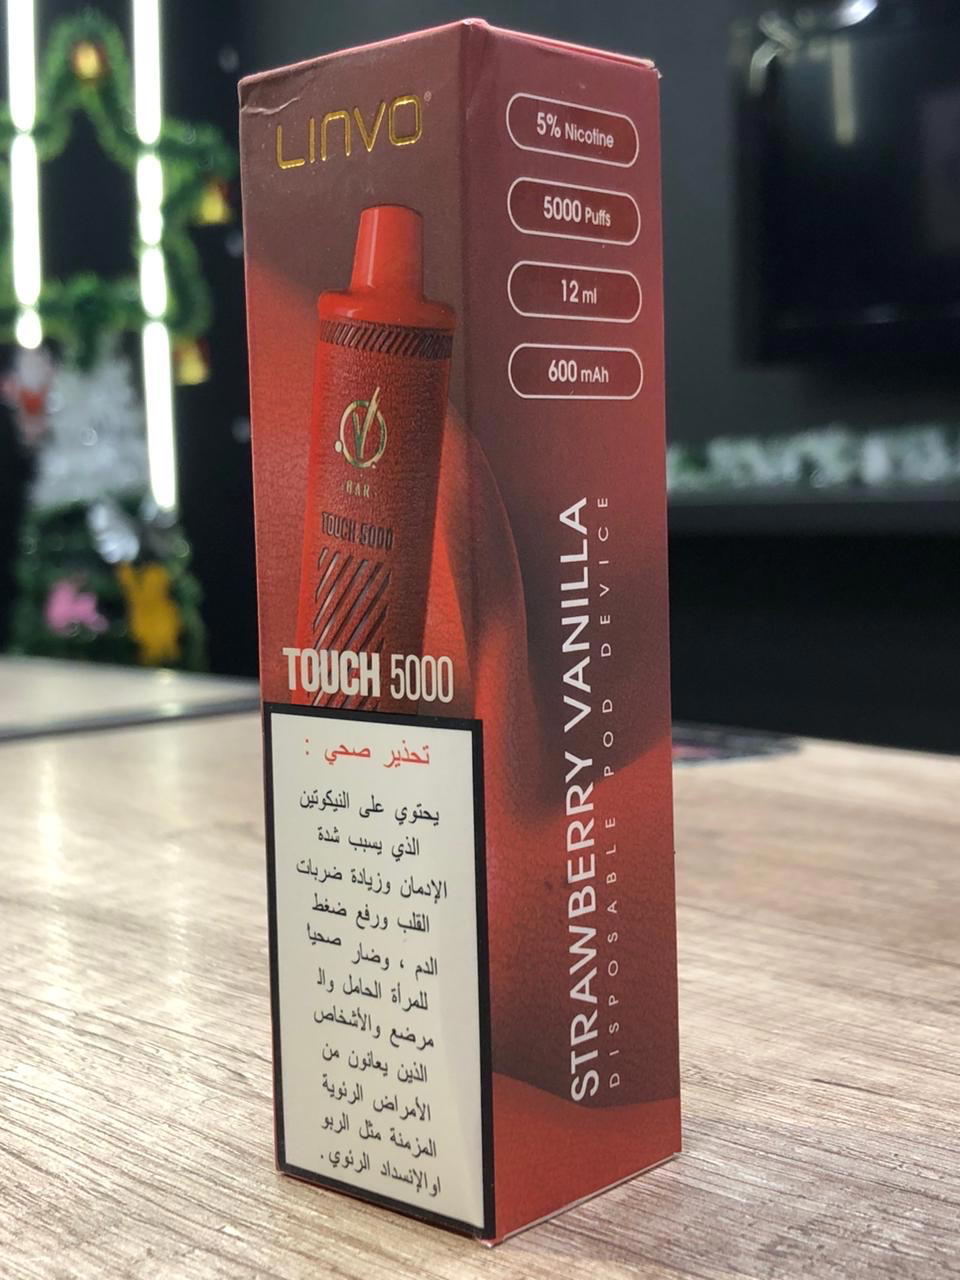 LINVO®
BAR
TOUCH 5000
TOUCH 5000
تحذير صحي :
يحتوي على النيكوتين
الذي يسبب شدة
الإدمان وزيادة ضربات
القلب ورفع ضغط
الدم ، وضار صحيا
للمرأة الحامل وال
مرضع والأشخاص
الذين يعانون من
الأمراض الرئوية
المزمنة مثل الربو
اوالإنسداد الرئوي.
5% Nicotine
5000 Puffs
12 ml
600 mAh
STRAWBERRY VANILLA
DISPOSABLE POD DEVICE